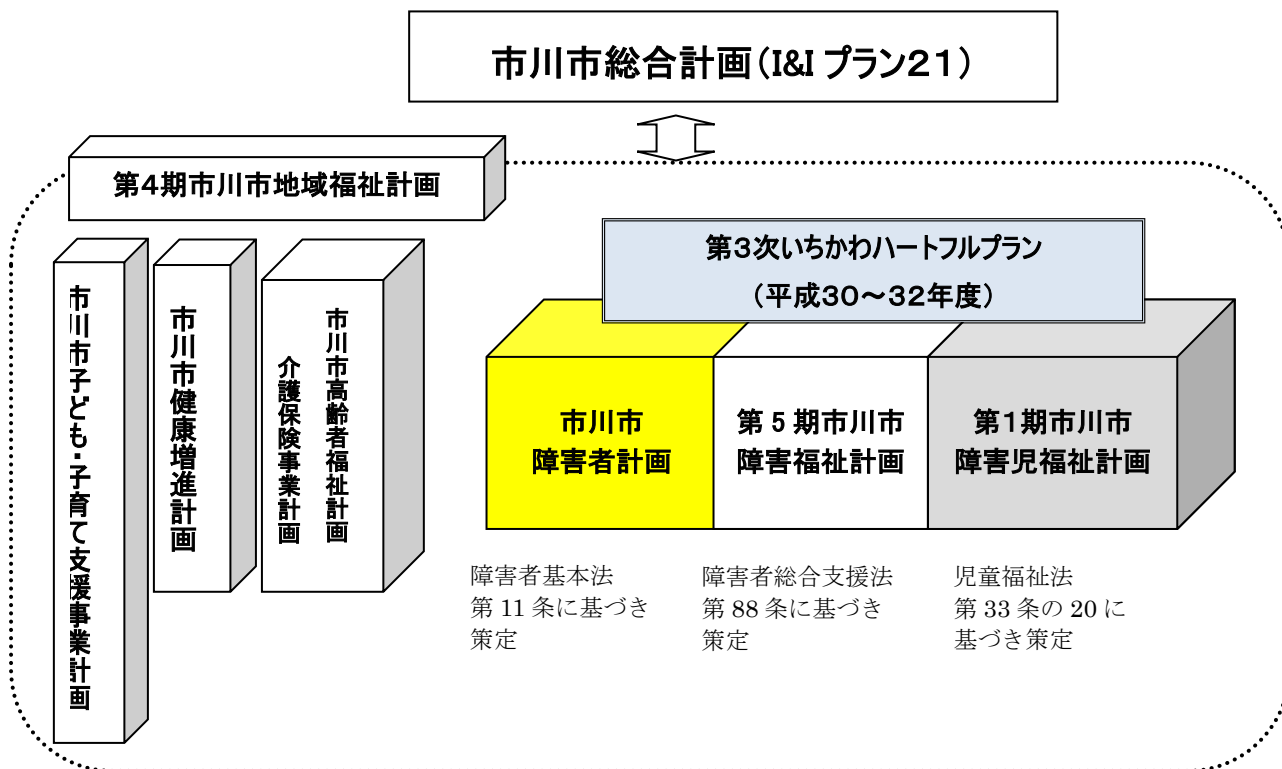 市川市総合計画（I&I プラン２１）
第４期市川市地域福祉計画
市川市子ども・子育て支援事業計画
市川市健康増進計画
市川市高齢者福祉計画
介護保険事業計画
第３次いちかわハートフルプラン
（平成３０～３２年度）
市川市
障害者計画
第 5 期市川市
障害福祉計画
第１期市川市
障害児福祉計画
障害者基本法
第 11 条に基づき
策定
障害者総合支援法
第 88 条に基づき
策定
児童福祉法
第 33 条の 20 に
基づき策定